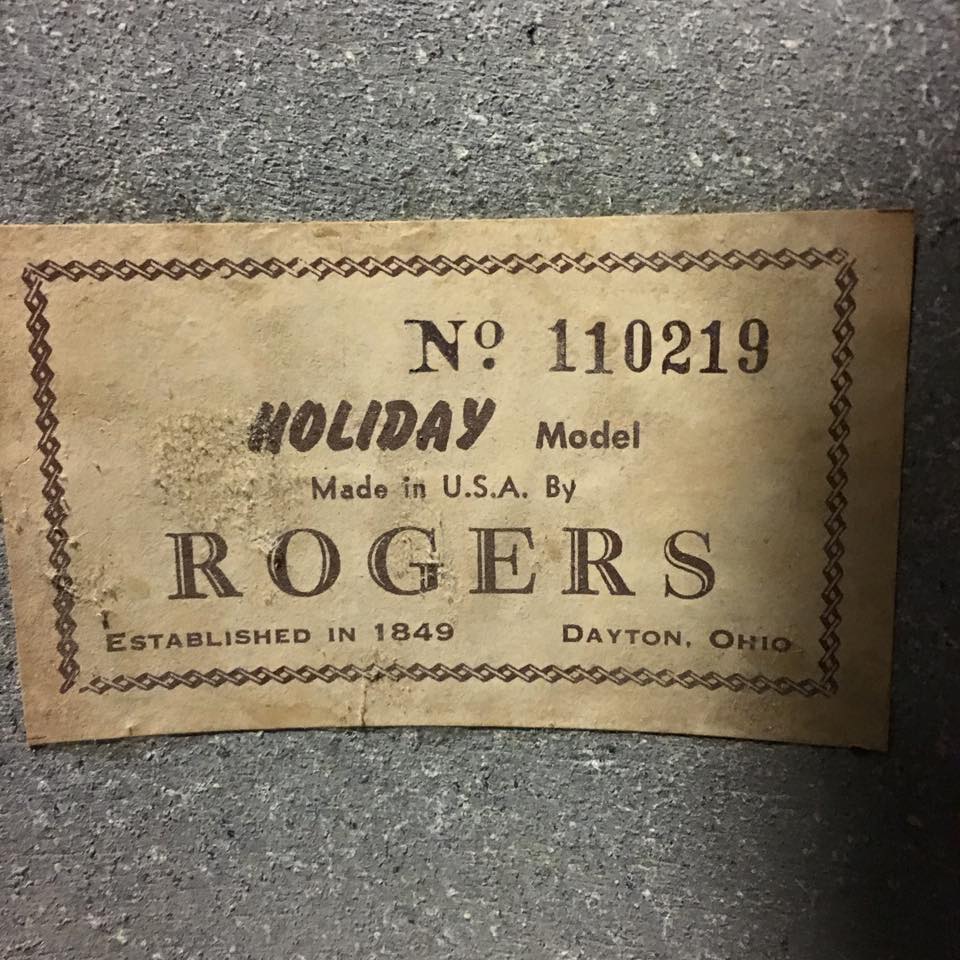 Nº 110219
HOLIDAY Model
Made in U.S.A. By
ROGERS
ESTABLISHED IN 1849 DAYTON, OHIO